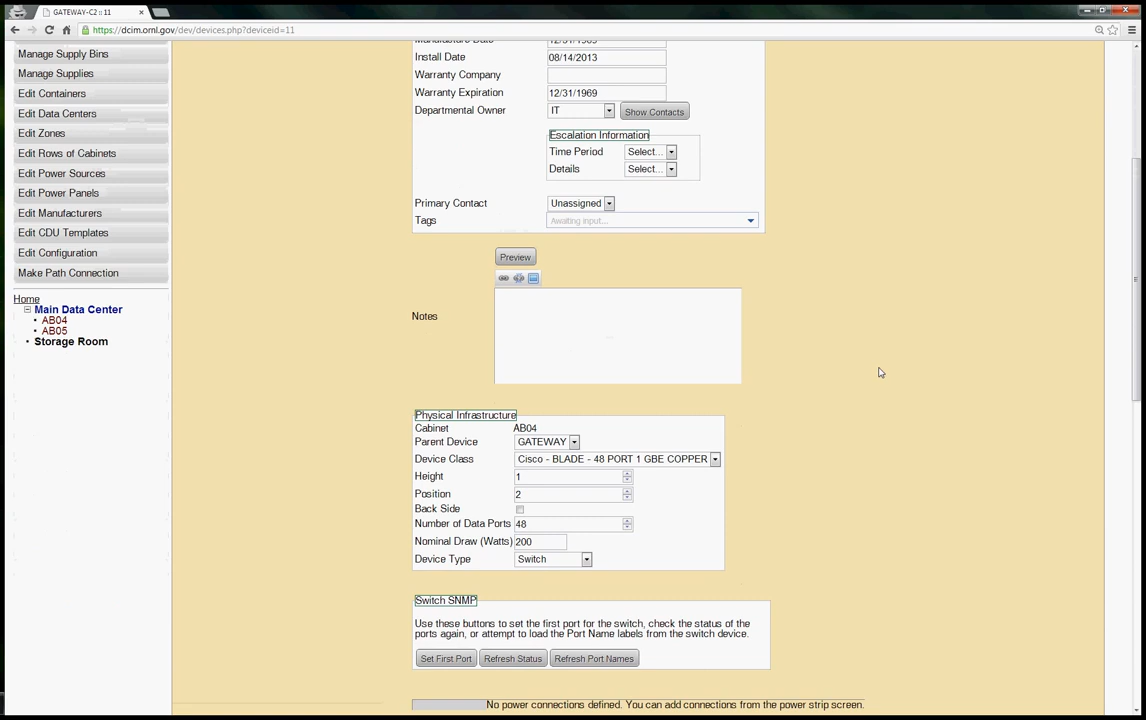 GATEWAY-C2 :: 11
https://dcim.ornl.gov/dev/devices.php?deviceid=11
Manage Supply Bins
Manage Supplies
Edit Containers
Edit Data Centers
Edit Zones
Edit Rows of Cabinets
Edit Power Sources
Edit Power Panels
Edit Manufacturers
Edit CDU Templates
Edit Configuration
Make Path Connection
Home
Main Data Center
AB04
AB05
Storage Room
Manufacture Date 12/31/1969
Install Date 08/14/2013
Warranty Company
Warranty Expiration 12/31/1969
Departmental Owner IT Show Contacts
Escalation Information
Time Period Select...
Details Select...
Primary Contact Unassigned
Tags Awaiting input...
Preview
Notes
Physical Infrastructure
Cabinet AB04
Parent Device GATEWAY
Device Class Cisco - BLADE - 48 PORT 1 GBE COPPER
Height 1
Position 2
Back Side
Number of Data Ports 48
Nominal Draw (Watts) 200
Device Type Switch
Switch SNMP
Use these buttons to set the first port for the switch, check the status of the
ports again, or attempt to load the Port Name labels from the switch device.
Set First Port Refresh Status Refresh Port Names
No power connections defined. You can add connections from the power strip screen.